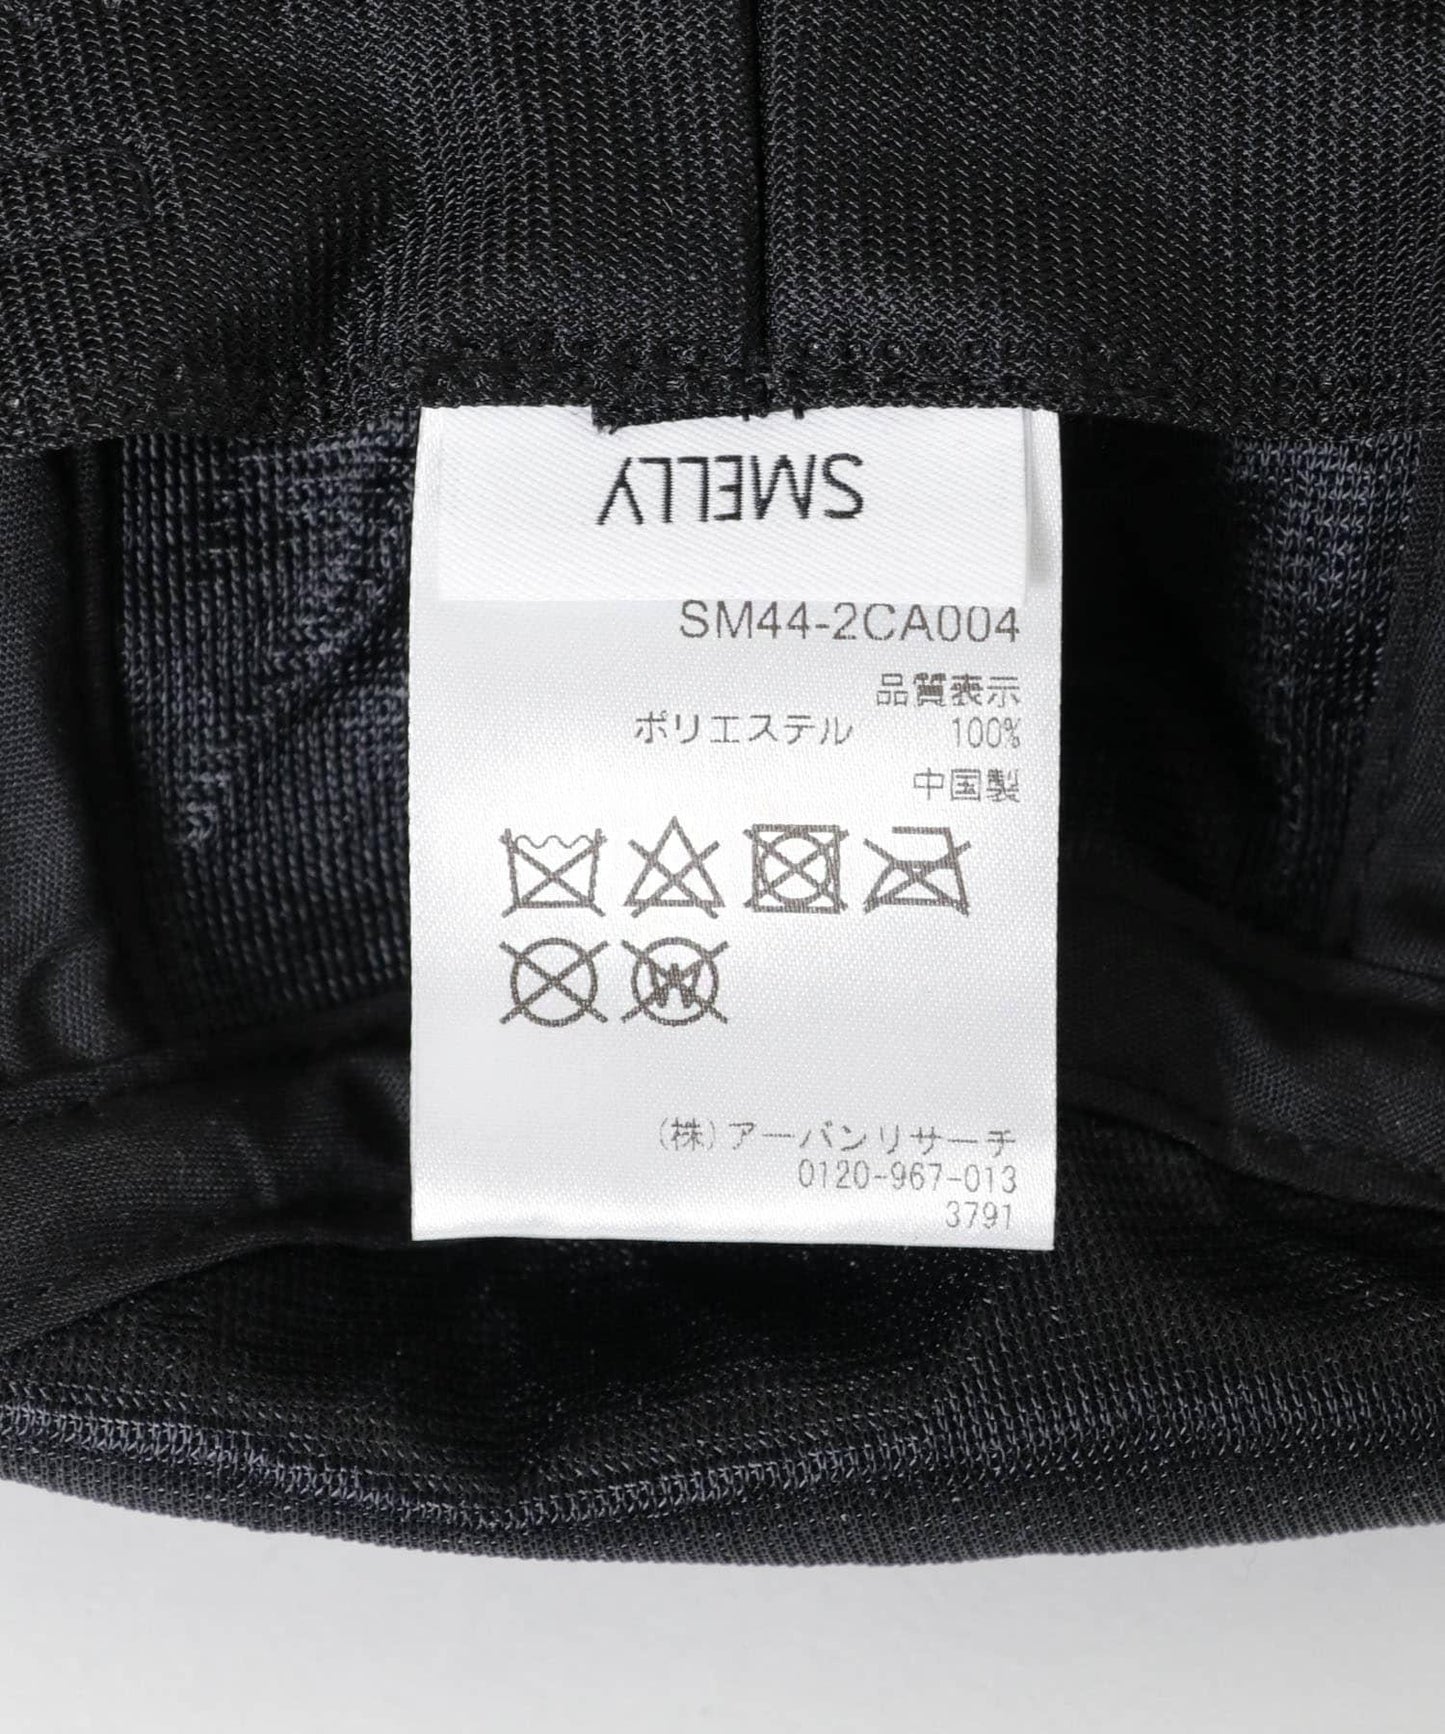 SMELLY
SM44-2CA004
品質表示
ポリエステル 100%
中国製
W
(株)アーバンリサーチ
0120-967-013
3791